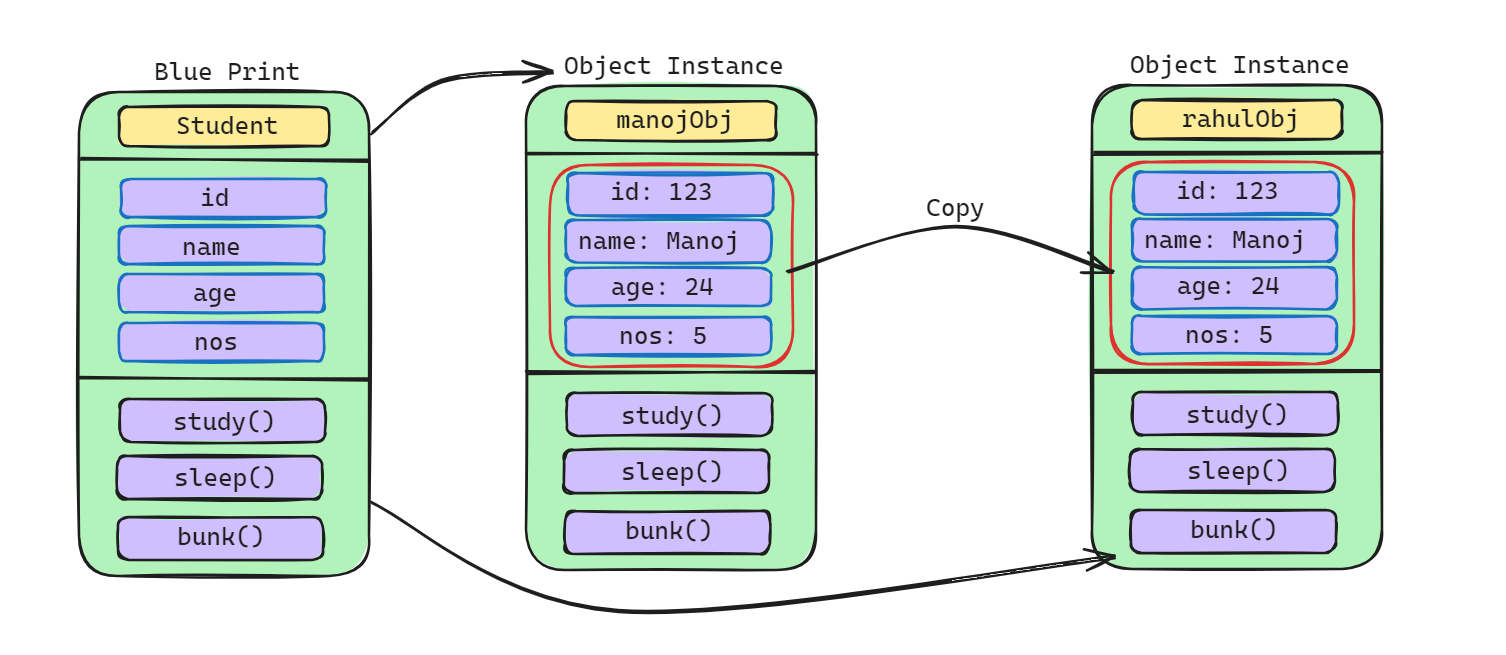 Blue Print
Student
id
name
age
nos
study()
sleep()
bunk()
Object Instance
manojObj
id: 123
name: Manoj
age: 24
nos: 5
study()
sleep()
bunk()
Copy
Object Instance
rahulObj
id: 123
name: Manoj
age: 24
nos: 5
study()
sleep()
bunk()